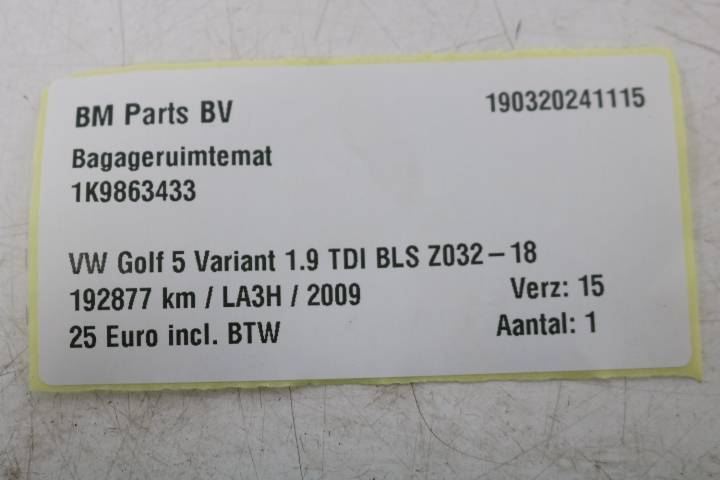 BM Parts BV 190320241115
Bagageruimtemat
1K9863433
VW Golf 5 Variant 1.9 TDI BLS Z032-18
192877 km / LA3H / 2009 Verz: 15
25 Euro incl. BTW Aantal: 1